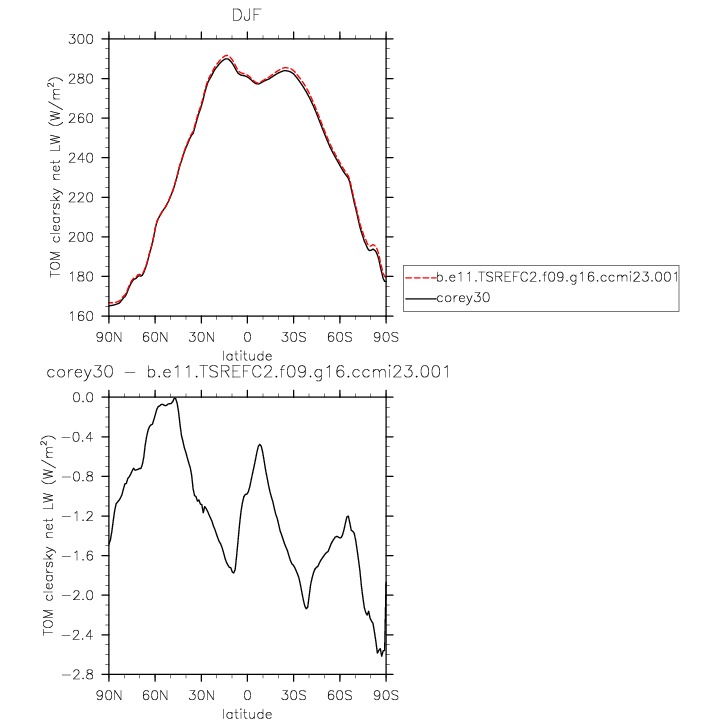 DJF
300
280
260
240
220
200
180
160
TOM clearsky net LW (W/m²)
90N 60N 30N 0 30S 60S 90S
latitude
b.e11.TSREFC2.f09.g16.ccmi23.001
corey30
corey30 − b.e11.TSREFC2.f09.g16.ccmi23.001
0.0
−0.4
−0.8
−1.2
−1.6
−2.0
−2.4
−2.8
TOM clearsky net LW (W/m²)
90N 60N 30N 0 30S 60S 90S
latitude